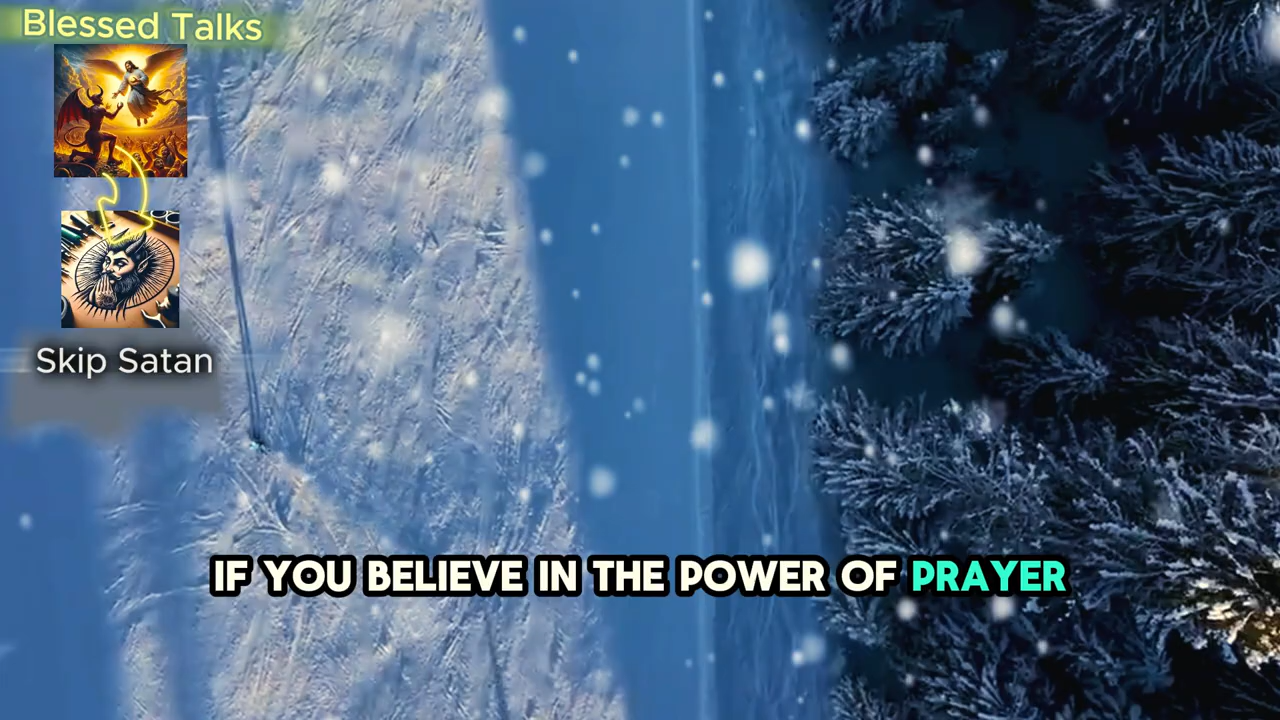 Blessed Talks
Skip Satan
IF YOU BELIEVE IN THE POWER OF PRAYER